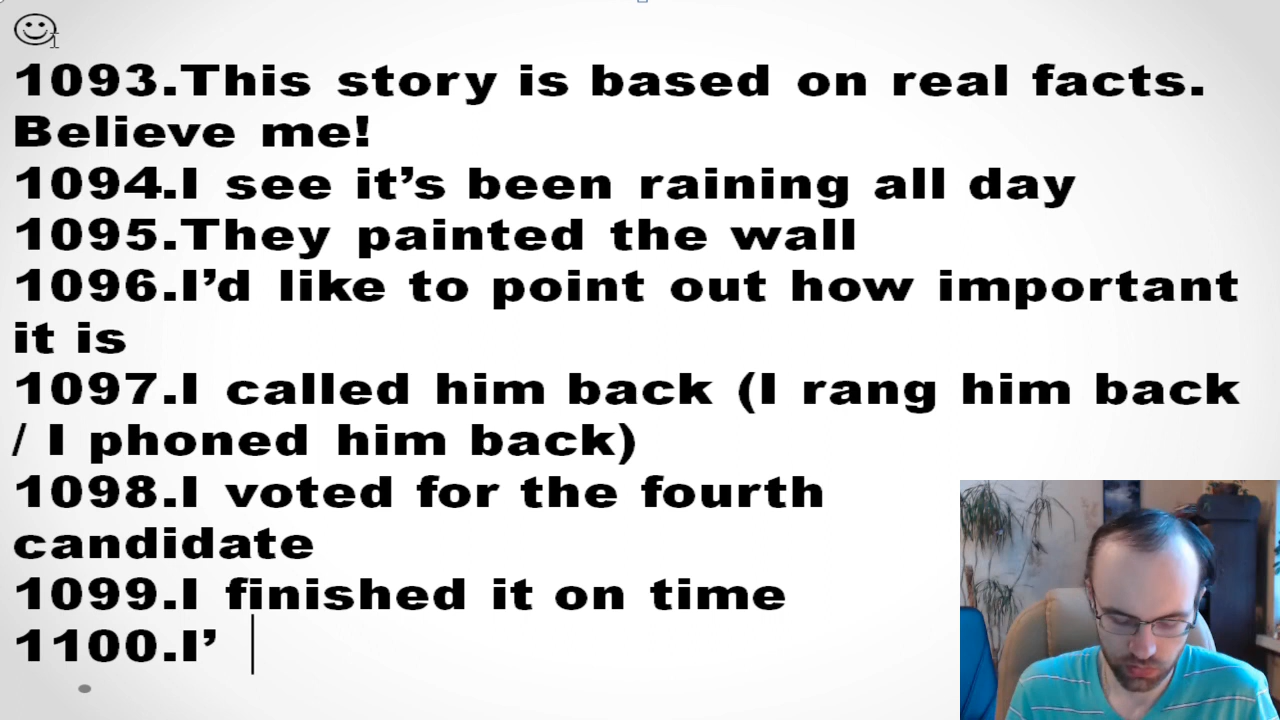 1093.This story is based on real facts.
Believe me!
1094.I see it’s been raining all day
1095.They painted the wall
1096.I’d like to point out how important
it is
1097.I called him back (I rang him back
/ I phoned him back)
1098.I voted for the fourth
candidate
1099.I finished it on time
1100.I’